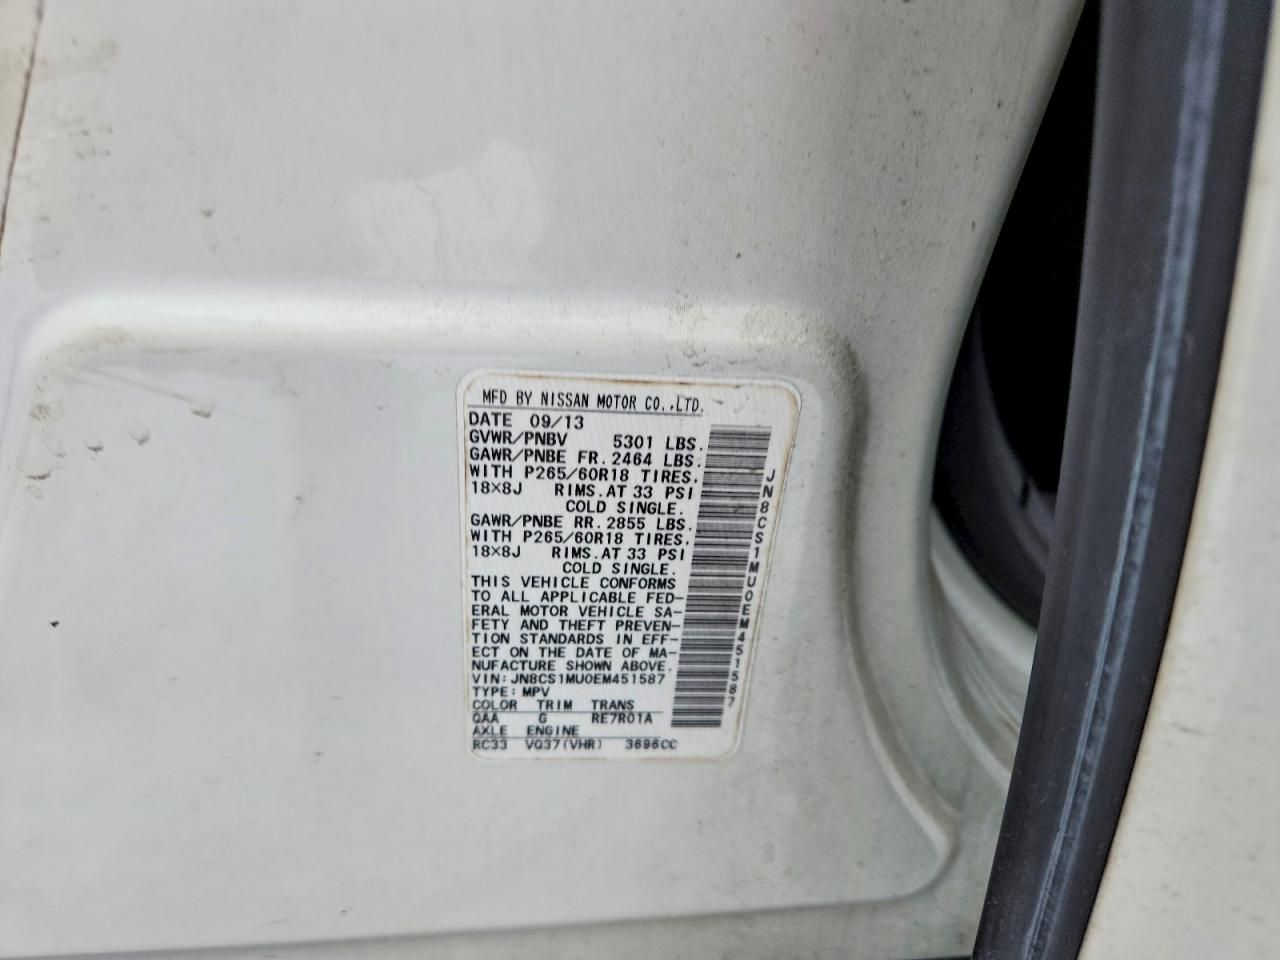 MFD BY NISSAN MOTOR CO.,LTD.
DATE 09/13
GVWR/PNBV 5301 LBS.
GAWR/PNBE FR. 2464 LBS.
WITH P265/60R18 TIRES.
18×8J RIMS. AT 33 PSI
COLD SINGLE.
GAWR/PNBE RR. 2855 LBS.
WITH P265/60R18 TIRES.
18×8J RIMS. AT 33 PSI
COLD SINGLE.
THIS VEHICLE CONFORMS
TO ALL APPLICABLE FED-
ERAL MOTOR VEHICLE SA-
FETY AND THEFT PREVEN-
TION STANDARDS IN EFF-
ECT ON THE DATE OF MA-
NUFACTURE SHOWN ABOVE.
VIN: JN8CS1MU0EM451587
TYPE: MPV
COLOR TRIM TRANS
QAA G RE7R01A
AXLE ENGINE
RC33 VQ37(VHR) 3696CC
JN8CS1MU0EM451587